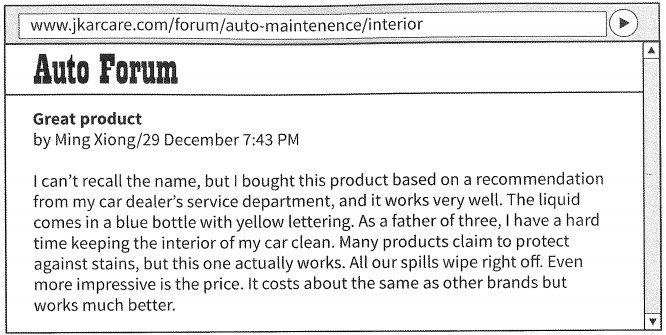 www.jkarcare.com/forum/auto-maintenence/interior
Auto Forum
Great product
by Ming Xiong/29 December 7:43 PM
I can't recall the name, but I bought this product based on a recommendation
from my car dealer's service department, and it works very well. The liquid
comes in a blue bottle with yellow lettering. As a father of three, I have a hard
time keeping the interior of my car clean. Many products claim to protect
against stains, but this one actually works. All our spills wipe right off. Even
more impressive is the price. It costs about the same as other brands but
works much better.